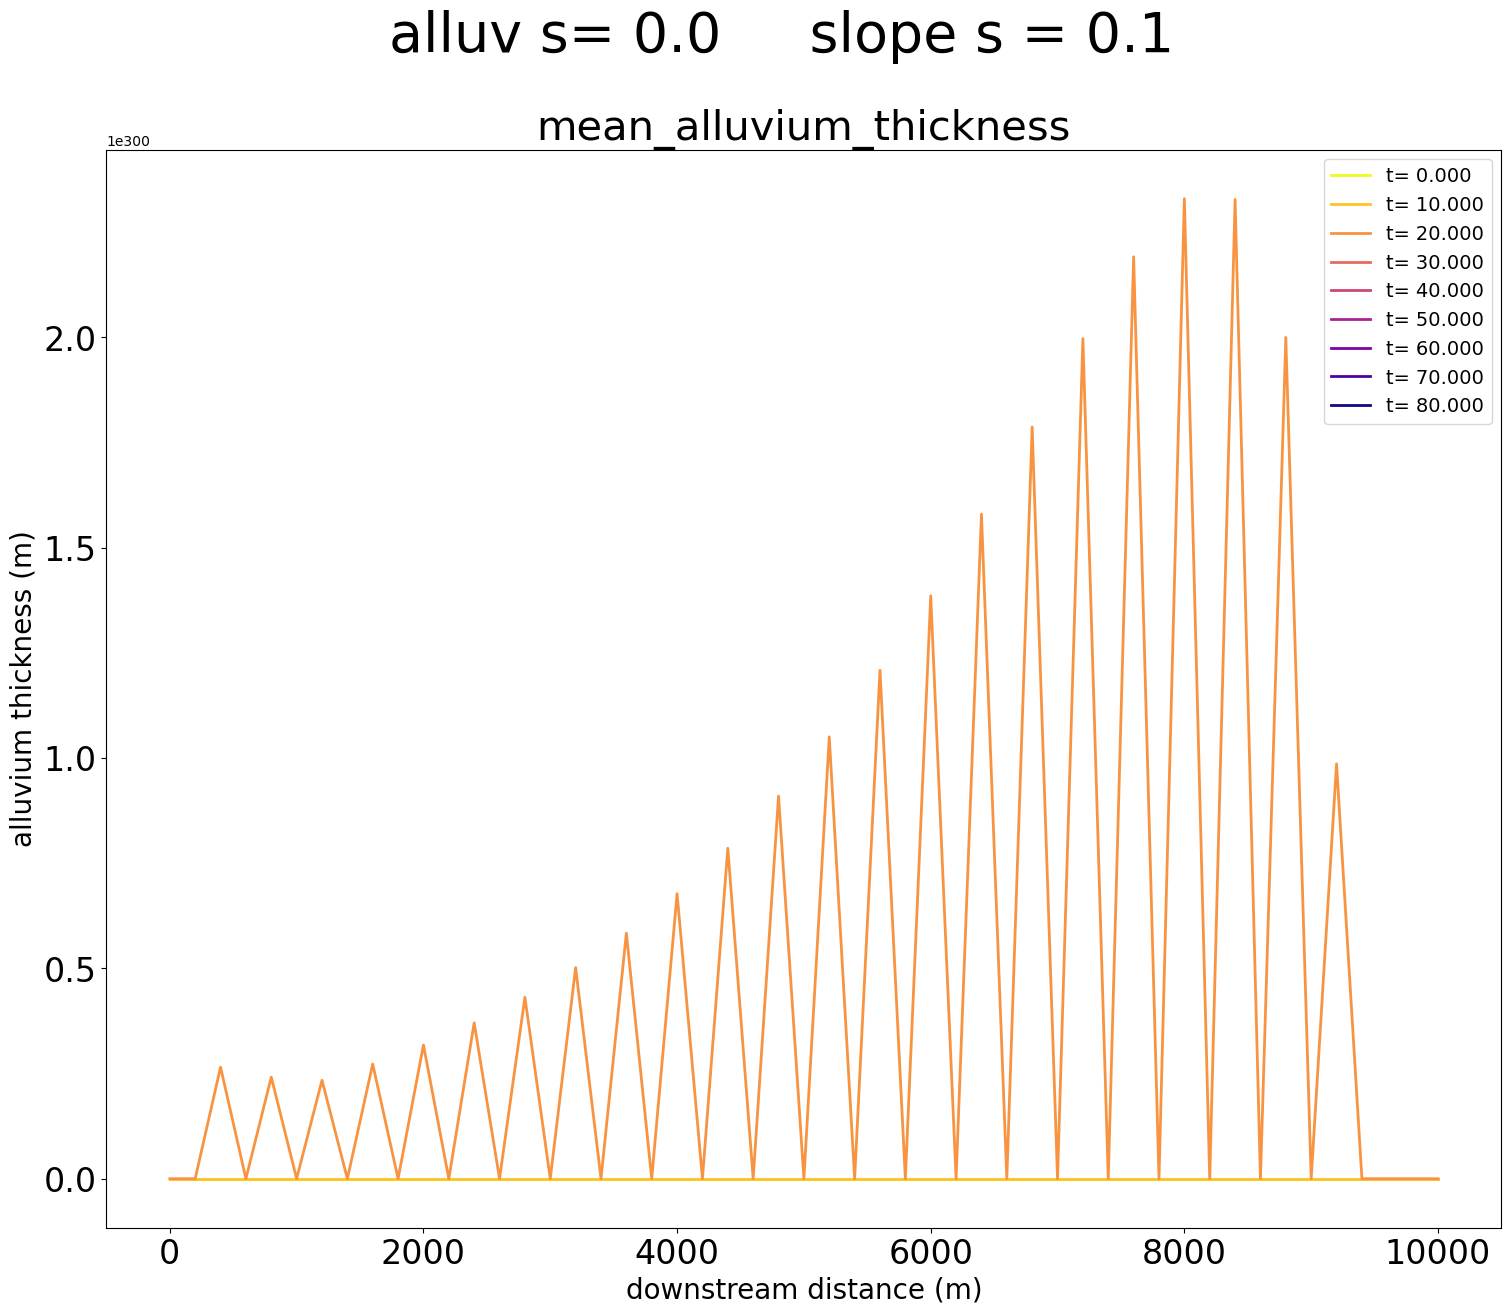 alluv s= 0.0 slope s = 0.1
mean_alluvium_thickness
1e300
t= 0.000
t= 10.000
t= 20.000
t= 30.000
t= 40.000
t= 50.000
t= 60.000
t= 70.000
t= 80.000
2.0
1.5
1.0
0.5
0.0
alluvium thickness (m)
0 2000 4000 6000 8000 10000
downstream distance (m)